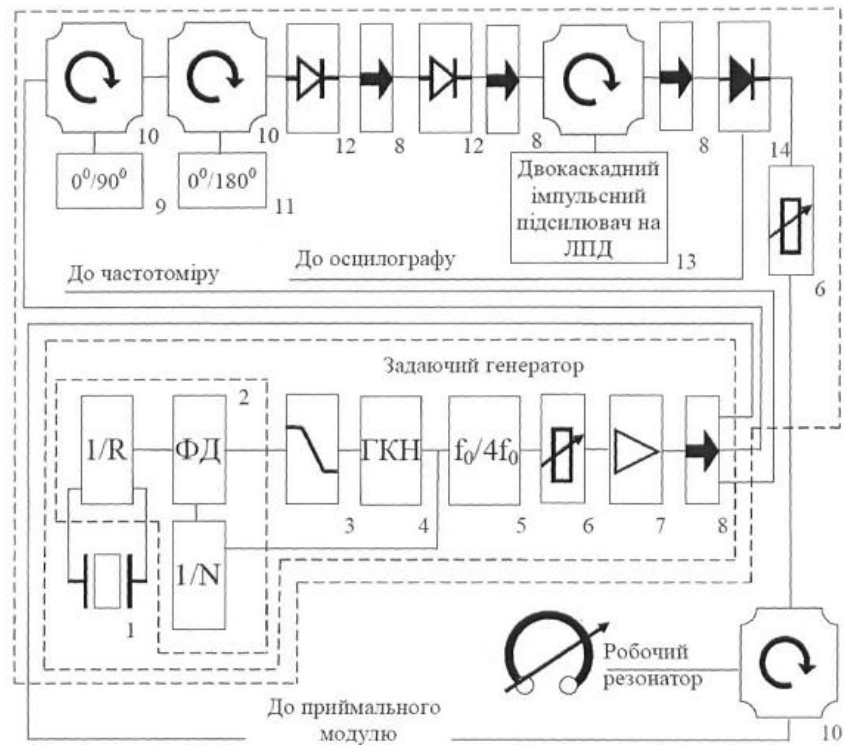 10
10
12
8
12
8
8
14
0⁰/90⁰
9
0⁰/180⁰
11
Двокаскадний
імпульсний
підсилювач на
ЛПД
13
6
До частотоміру
До осцилографу
Задаючий генератор
2
1/R
ФД
ГКН
f₀/4f₀
3
4
5
6
7
8
1/N
1
Робочий
резонатор
До приймального
модулю
10